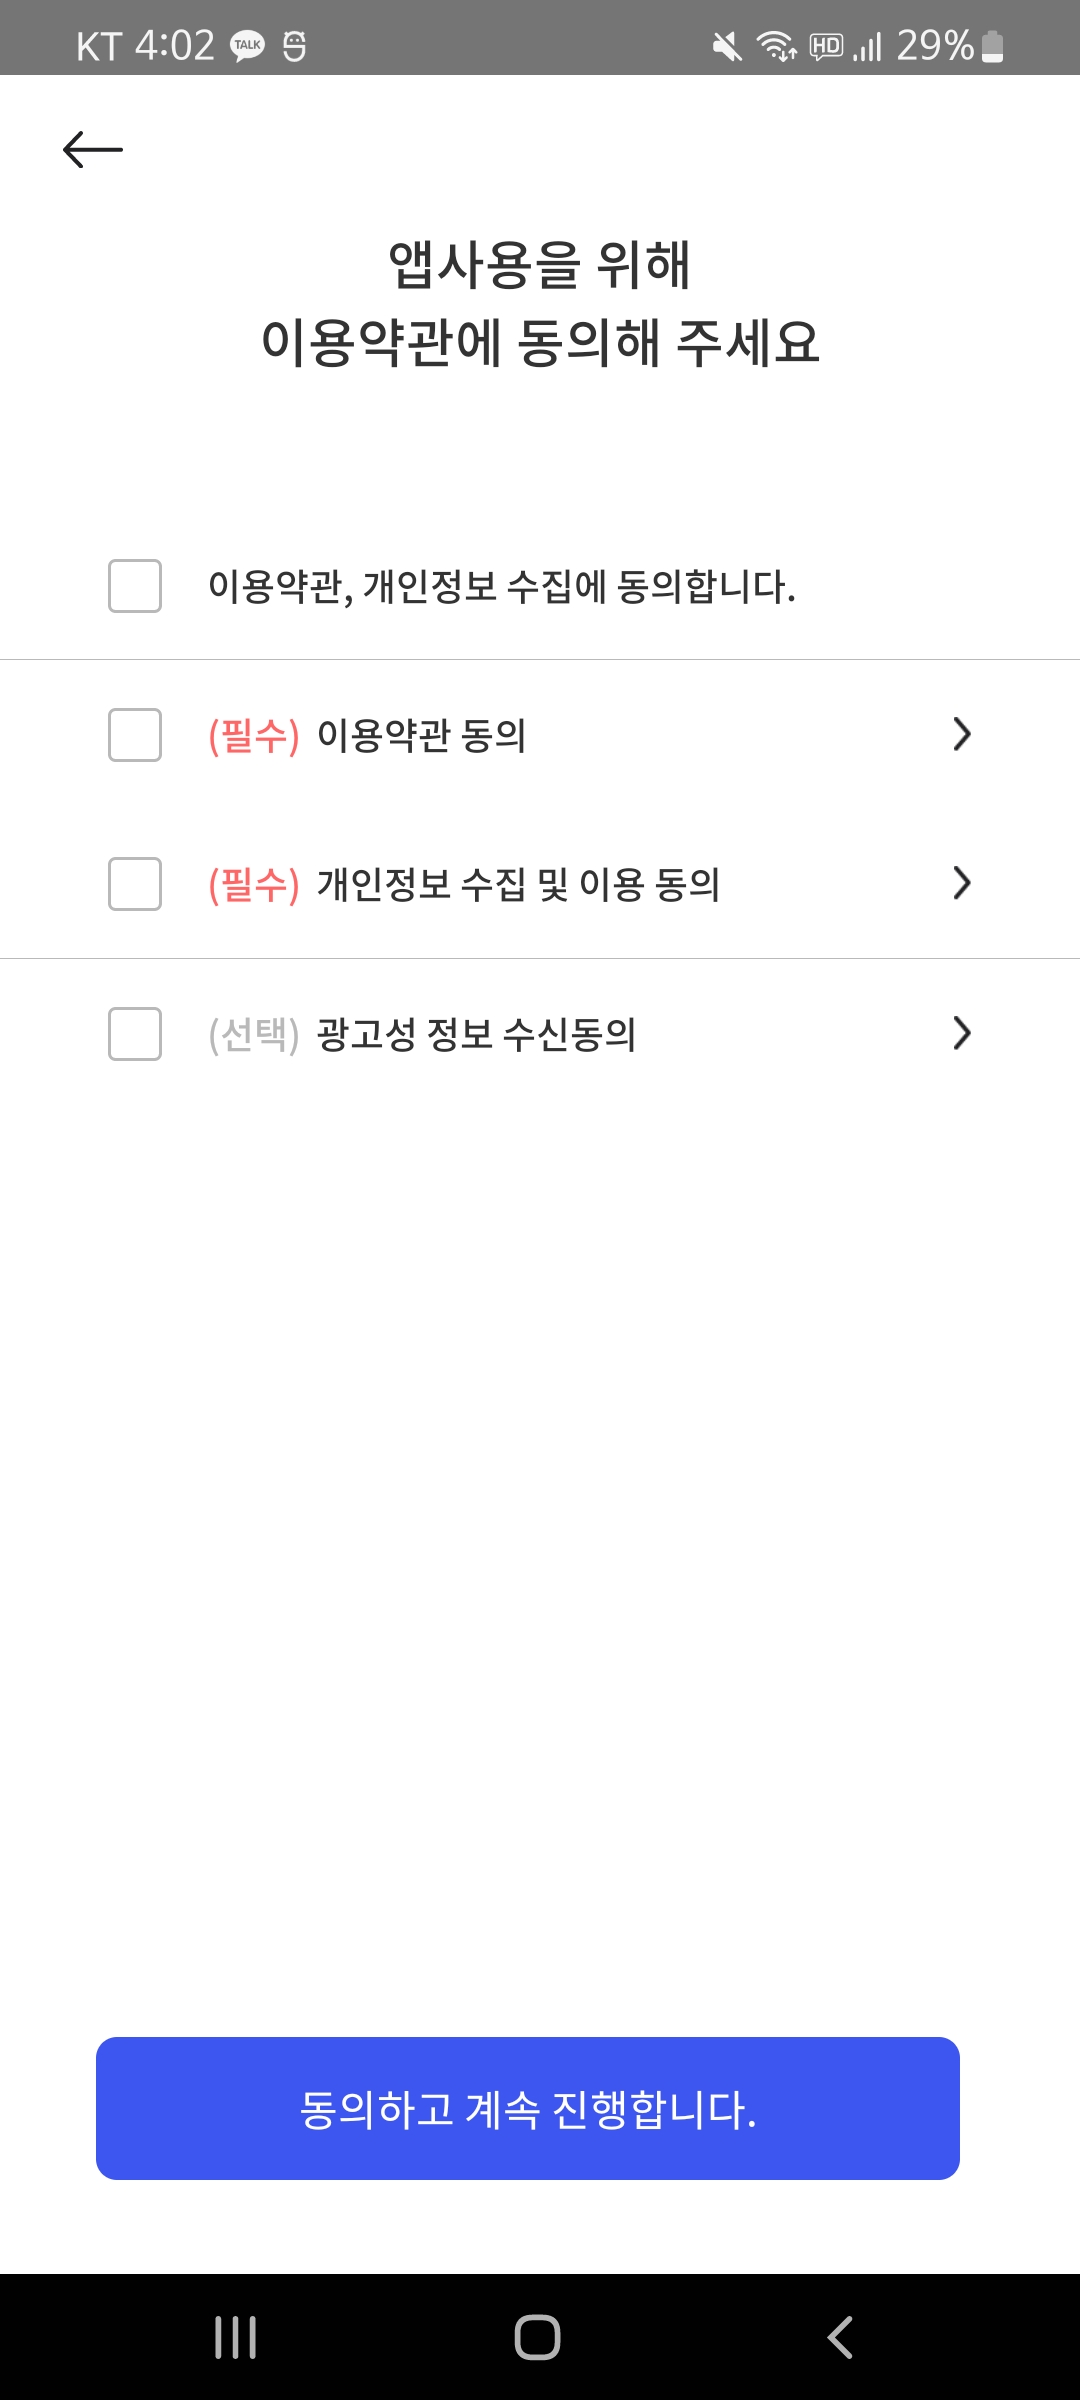 KT 4:02 TALK HD 29%
앱사용을 위해
이용약관에 동의해 주세요
이용약관, 개인정보 수집에 동의합니다.
(필수) 이용약관 동의
(필수) 개인정보 수집 및 이용 동의
(선택) 광고성 정보 수신동의
동의하고 계속 진행합니다.